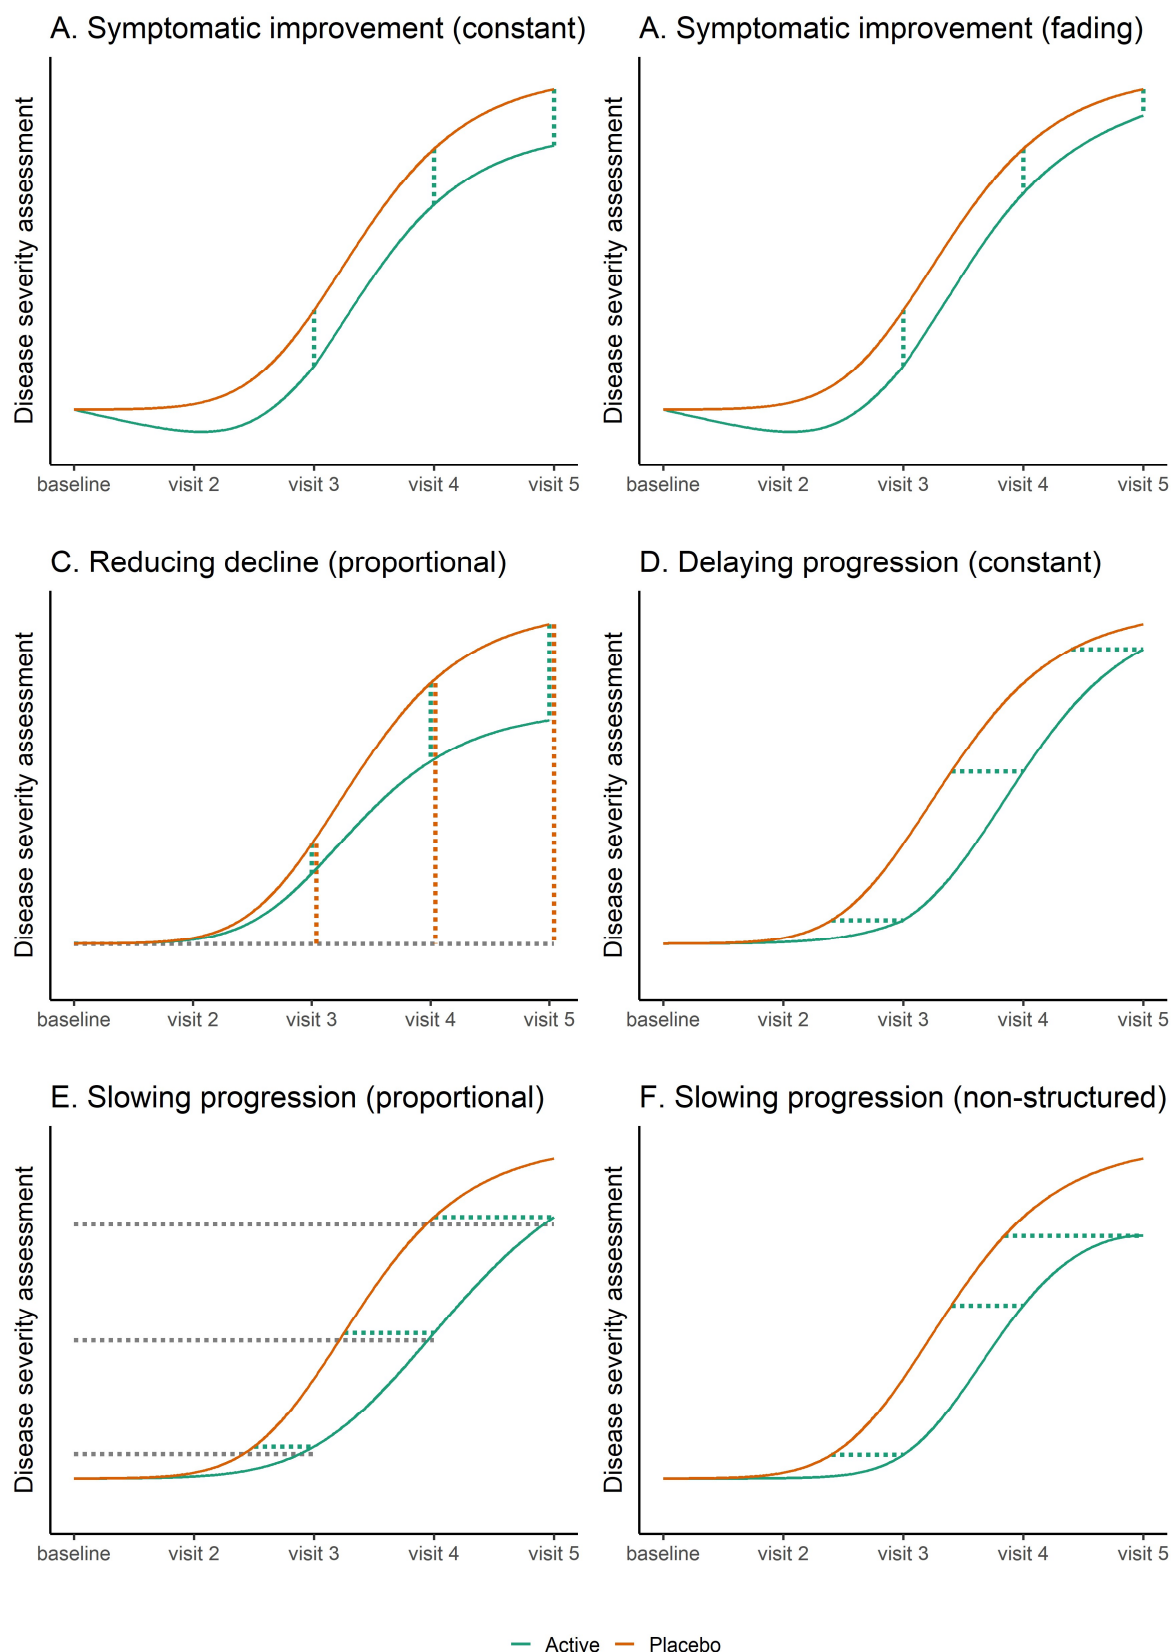 A. Symptomatic improvement (constant)
A. Symptomatic improvement (fading)
Disease severity assessment
Disease severity assessment
baseline visit 2 visit 3 visit 4 visit 5
baseline visit 2 visit 3 visit 4 visit 5
C. Reducing decline (proportional)
D. Delaying progression (constant)
Disease severity assessment
Disease severity assessment
baseline visit 2 visit 3 visit 4 visit 5
baseline visit 2 visit 3 visit 4 visit 5
E. Slowing progression (proportional)
F. Slowing progression (non-structured)
Disease severity assessment
Disease severity assessment
baseline visit 2 visit 3 visit 4 visit 5
baseline visit 2 visit 3 visit 4 visit 5
Active Placebo